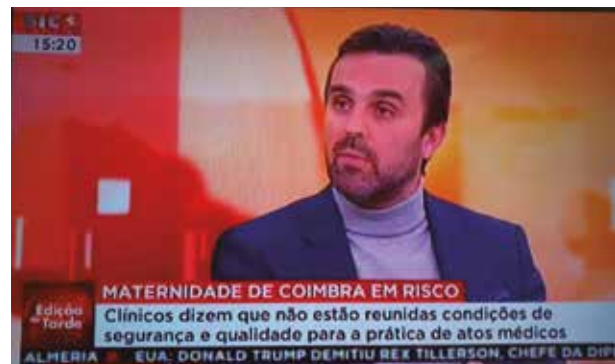 SIC
15:20
MATERNIDADE DE COIMBRA EM RISCO
Edição da Tarde
Clínicos dizem que não estão reunidas condições de
segurança e qualidade para a prática de atos médicos
ALMERIA EUA: DONALD TRUMP DEMITIU REX TILLERSON, CHEFE DA DIP